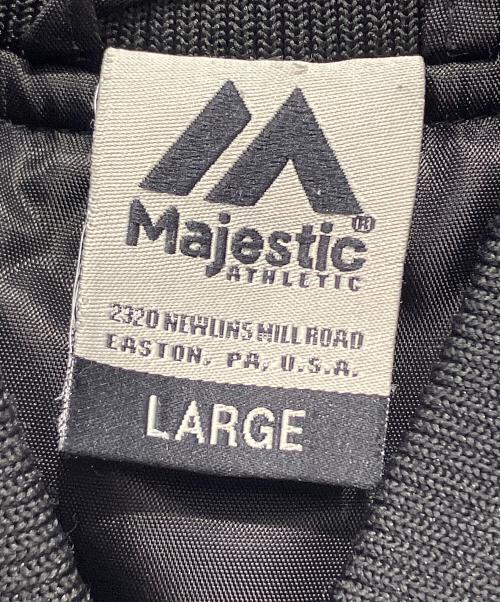 Majestic®
ATHLETIC
2320 NEWLINS MILL ROAD
EASTON, PA, U.S.A.
LARGE